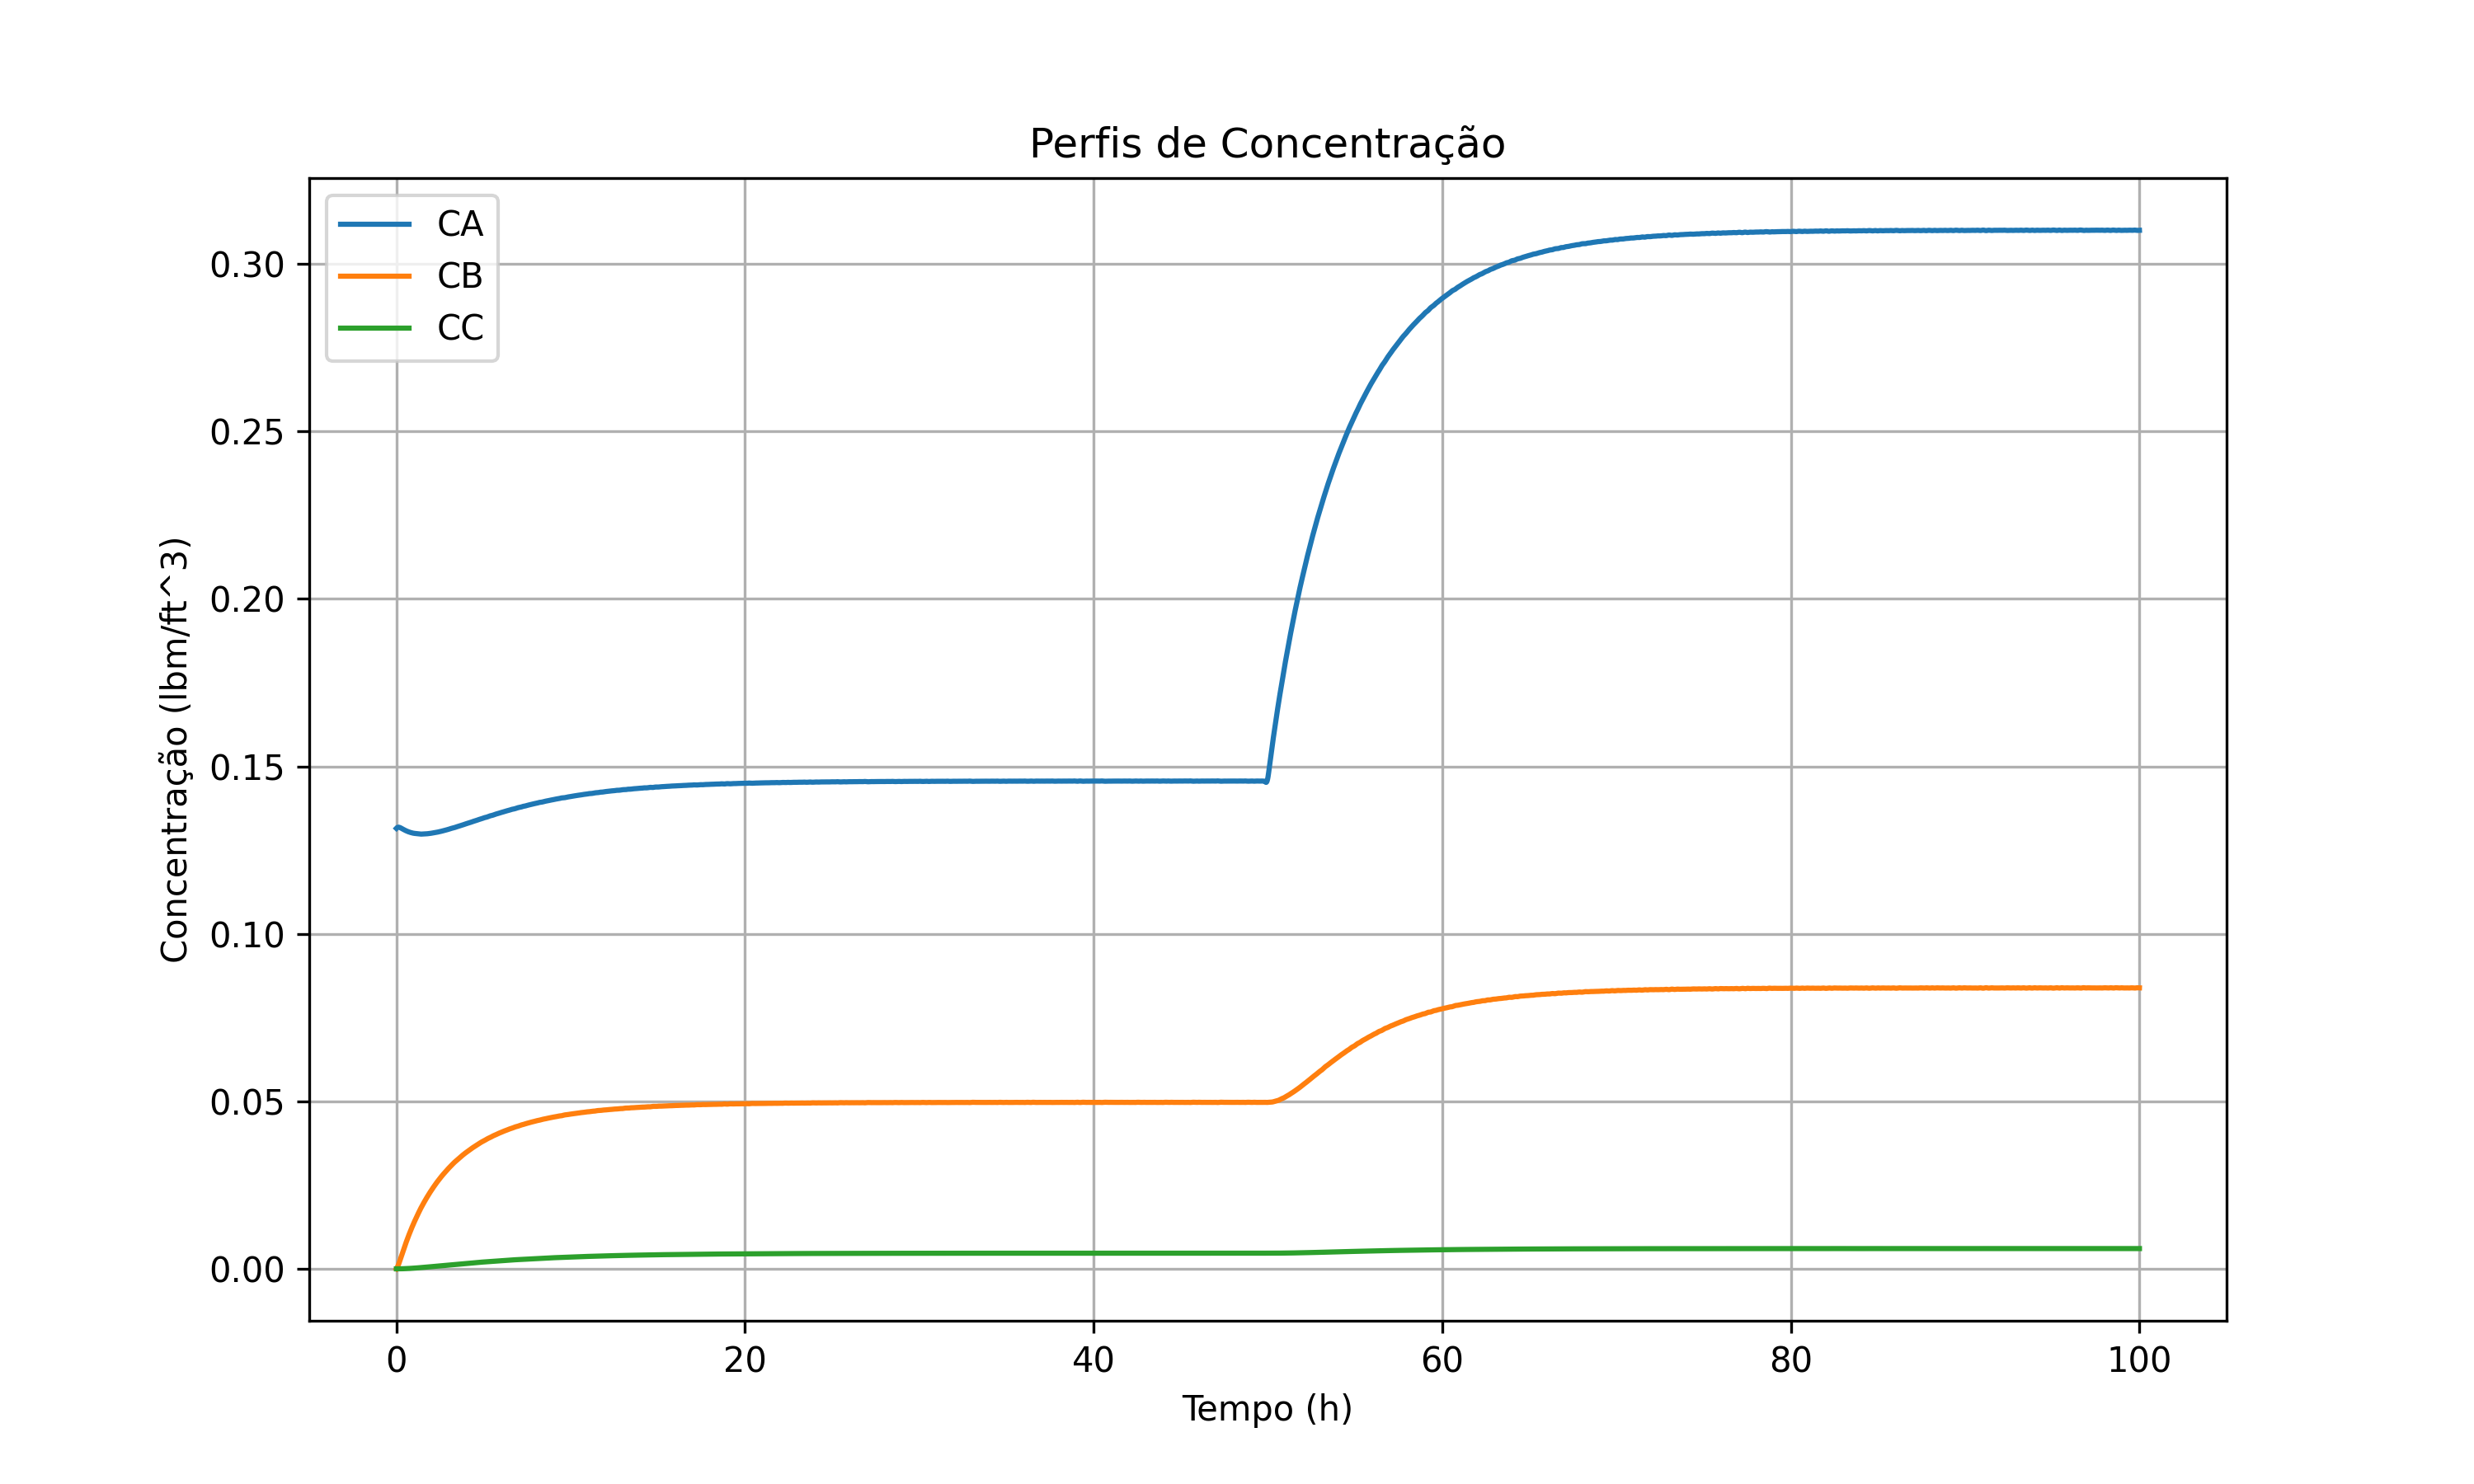 Perfis de Concentração
CA
CB
CC
0.30
0.25
0.20
0.15
0.10
0.05
0.00
Concentração (lbm/ft^3)
0 20 40 60 80 100
Tempo (h)